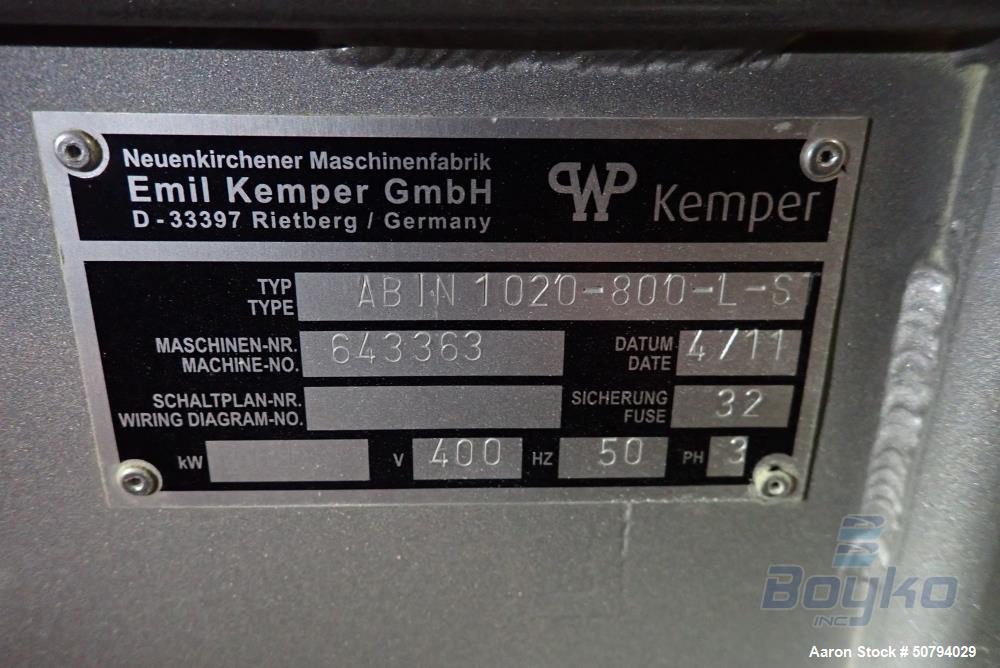 Neuenkirchener Maschinenfabrik
Emil Kemper GmbH
D-33397 Rietberg / Germany
WP Kemper
TYP
TYPE
ABIN 1020-800-L-ST
MASCHINEN-NR.
MACHINE-NO.
643363
DATUM
DATE
4/11
SCHALTPLAN-NR.
WIRING DIAGRAM-NO.
SICHERUNG
FUSE
32
kW
V 400
HZ 50
PH 3
Boyko
INC
Aaron Stock # 50794029